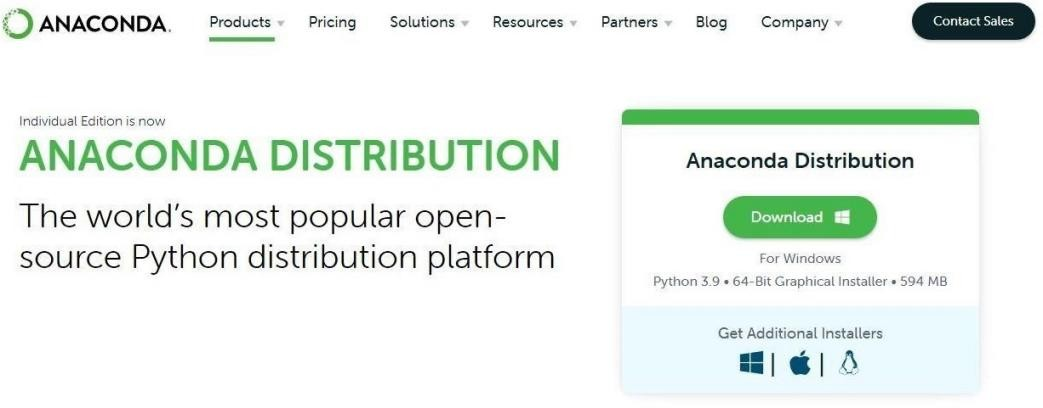 ANACONDA.
Products Pricing Solutions Resources Partners Blog Company Contact Sales
Individual Edition is now
ANACONDA DISTRIBUTION
The world's most popular open-
source Python distribution platform
Anaconda Distribution
Download
For Windows
Python 3.9 • 64-Bit Graphical Installer • 594 MB
Get Additional Installers
| |